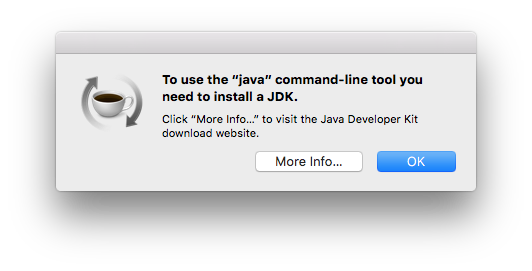 To use the “java” command-line tool you
need to install a JDK.
Click “More Info…” to visit the Java Developer Kit
download website.
More Info…
OK